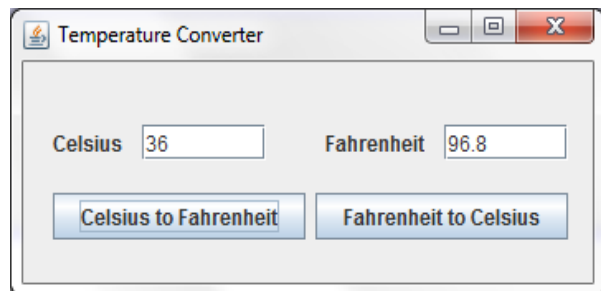 Temperature Converter
Celsius 36 Fahrenheit 96.8
Celsius to Fahrenheit Fahrenheit to Celsius